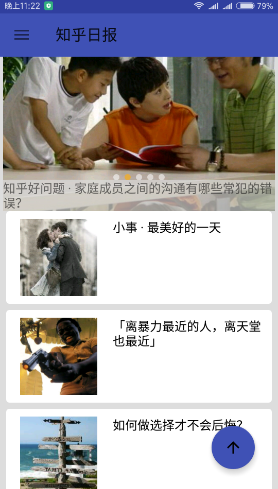 晚上11:22
79%
知乎日报
知乎好问题 · 家庭成员之间的沟通有哪些常犯的错
误?
小事 · 最美好的一天
「离暴力最近的人，离天堂
也最近」
如何做选择才不会后悔?